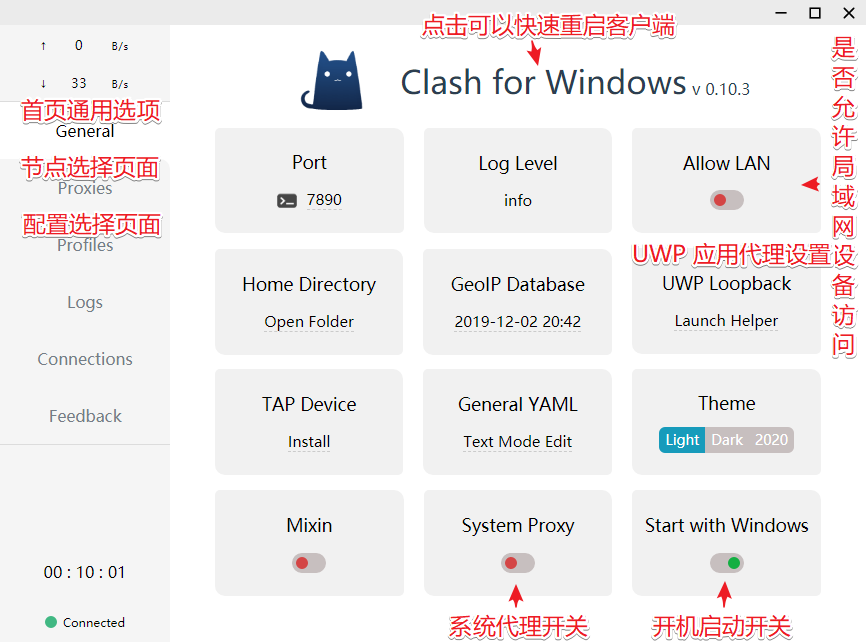 点击可以快速重启客户端
↑ 0 B/s
↓ 33 B/s
Clash for Windows v 0.10.3
首页通用选项
General
节点选择页面
Proxies
配置选择页面
Profiles
Logs
Connections
Feedback
00 : 10 : 01
Connected
Port
7890
Log Level
info
Allow LAN
是否允许局域网设备访问
Home Directory
Open Folder
GeoIP Database
2019-12-02 20:42
UWP 应用代理设置
UWP Loopback
Launch Helper
TAP Device
Install
General YAML
Text Mode Edit
Theme
Light Dark 2020
Mixin
System Proxy
系统代理开关
Start with Windows
开机启动开关